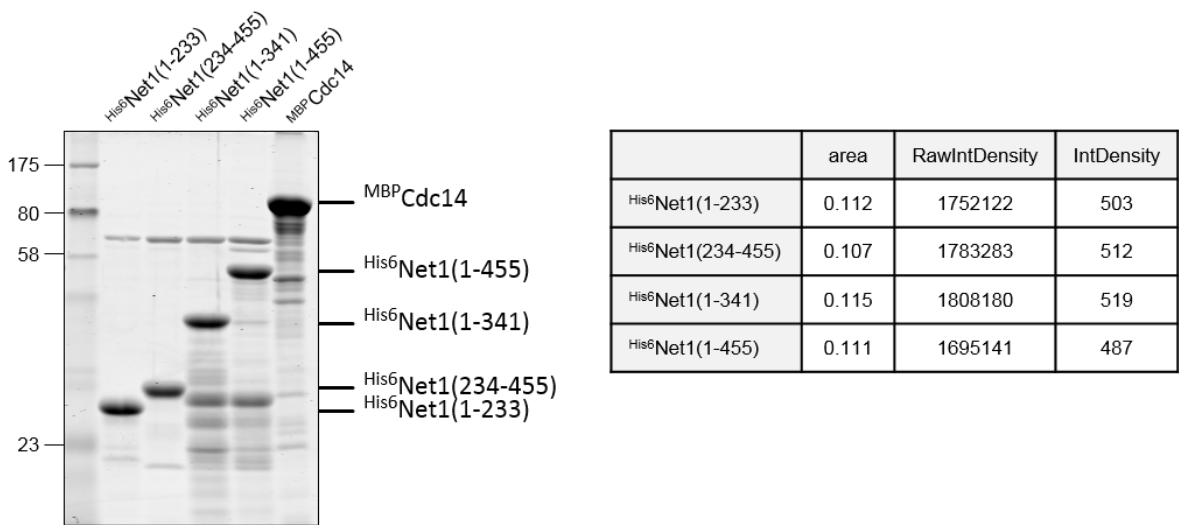 His6Net1(1-233)
His6Net1(234-455)
His6Net1(1-341)
His6Net1(1-455)
MBPCdc14
175
80
58
23
MBPCdc14
His6Net1(1-455)
His6Net1(1-341)
His6Net1(234-455)
His6Net1(1-233)
area RawIntDensity IntDensity
His6Net1(1-233) 0.112 1752122 503
His6Net1(234-455) 0.107 1783283 512
His6Net1(1-341) 0.115 1808180 519
His6Net1(1-455) 0.111 1695141 487